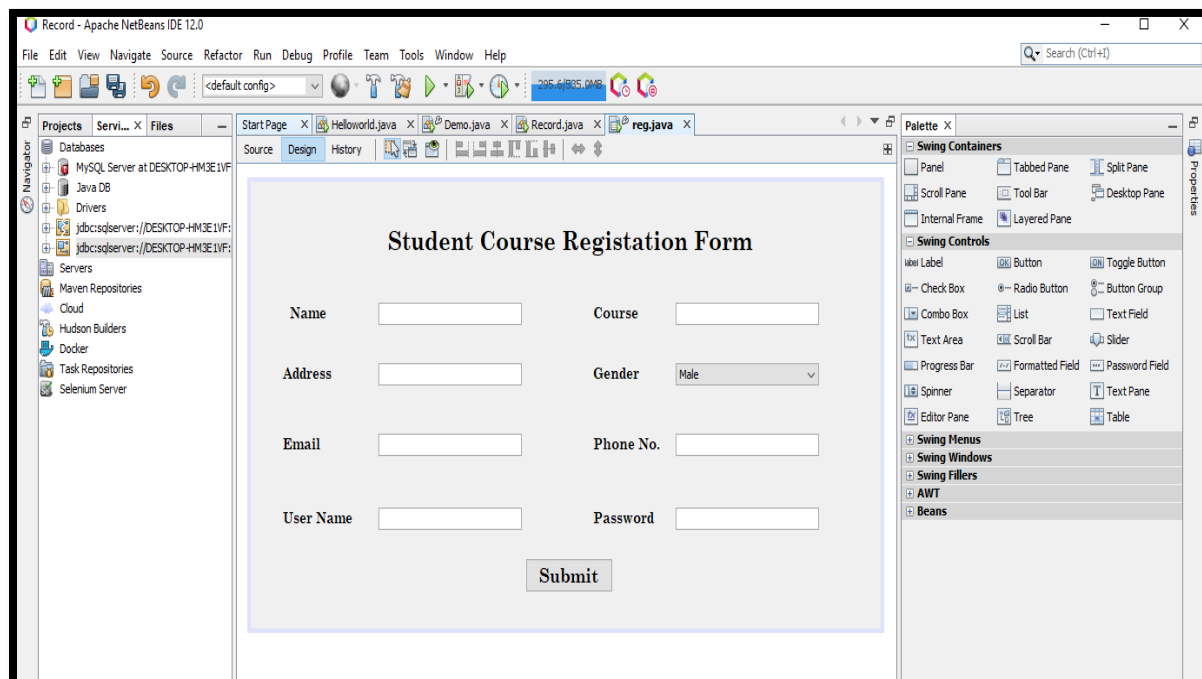 Record - Apache NetBeans IDE 12.0
File Edit View Navigate Source Refactor Run Debug Profile Team Tools Window Help
Search (Ctrl+I)
<default config>
295.6/535.0MB
Projects Servi... X Files
Start Page X Helloworld.java X Demo.java X Record.java X reg.java X
Palette X
Source Design History
Navigator
Databases
MySQL Server at DESKTOP-HM3E1VF
Java DB
Drivers
jdbc:sqlserver://DESKTOP-HM3E1VF:
jdbc:sqlserver://DESKTOP-HM3E1VF:
Servers
Maven Repositories
Cloud
Hudson Builders
Docker
Task Repositories
Selenium Server
Student Course Registation Form
Name
Course
Address
Gender
Male
Email
Phone No.
User Name
Password
Submit
Swing Containers
Panel Tabbed Pane Split Pane
Scroll Pane Tool Bar Desktop Pane
Internal Frame Layered Pane
Swing Controls
label Label OK Button ON Toggle Button
Check Box Radio Button Button Group
Combo Box List Text Field
tx Text Area Scroll Bar Slider
Progress Bar Formatted Field Password Field
Spinner Separator T Text Pane
Editor Pane Tree Table
Swing Menus
Swing Windows
Swing Fillers
AWT
Beans
Properties